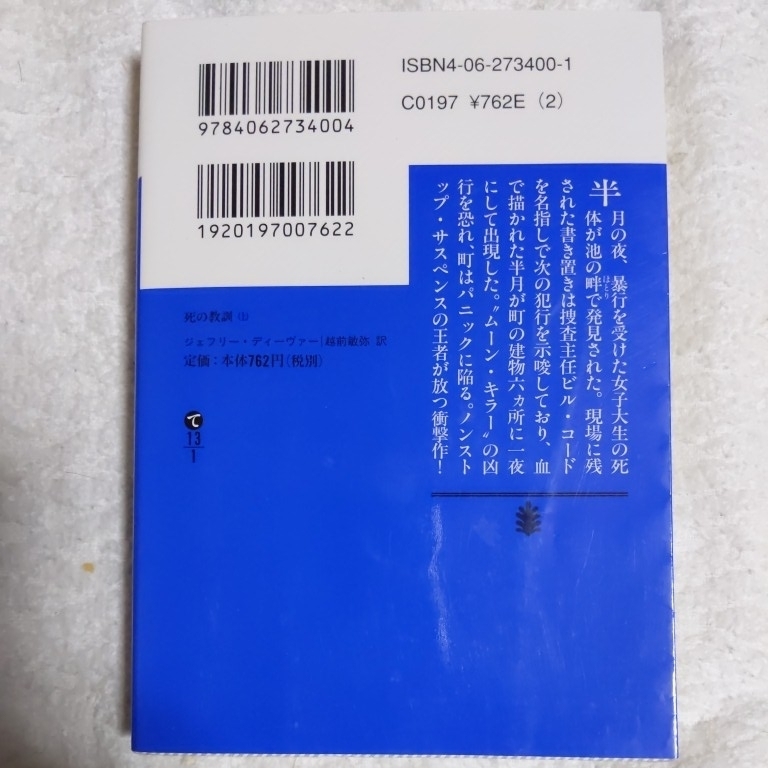 ISBN4-06-273400-1
C0197 ¥762E (2)
9784062734004
1920197007622
半月の夜、暴行を受けた女子大生の死
体が池の畔で発見された。現場に残
された書き置きは捜査主任ビル・コード
を名指しで次の犯行を示唆しており、血
で描かれた半月が町の建物六ヵ所に一夜
にして出現した。〝ムーン・キラー〟の凶
行を恐れ、町はパニックに陥る。ノンスト
ップ・サスペンスの王者が放つ衝撃作!
ほとり
死の教訓 (上)
ジェフリー・ディーヴァー|越前敏弥 訳
定価:本体762円(税別)
て
13
1